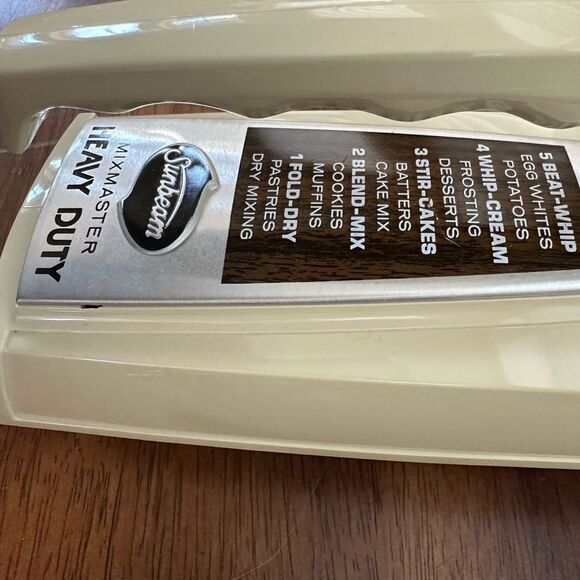 5 BEAT-WHIP
EGG WHITES
POTATOES
4 WHIP-CREAM
FROSTING
DESSERTS
3 STIR-CAKES
BATTERS
CAKE MIX
2 BLEND-MIX
COOKIES
MUFFINS
1 FOLD-DRY
PASTRIES
DRY MIXING
Sunbeam
MIXMASTER
HEAVY DUTY